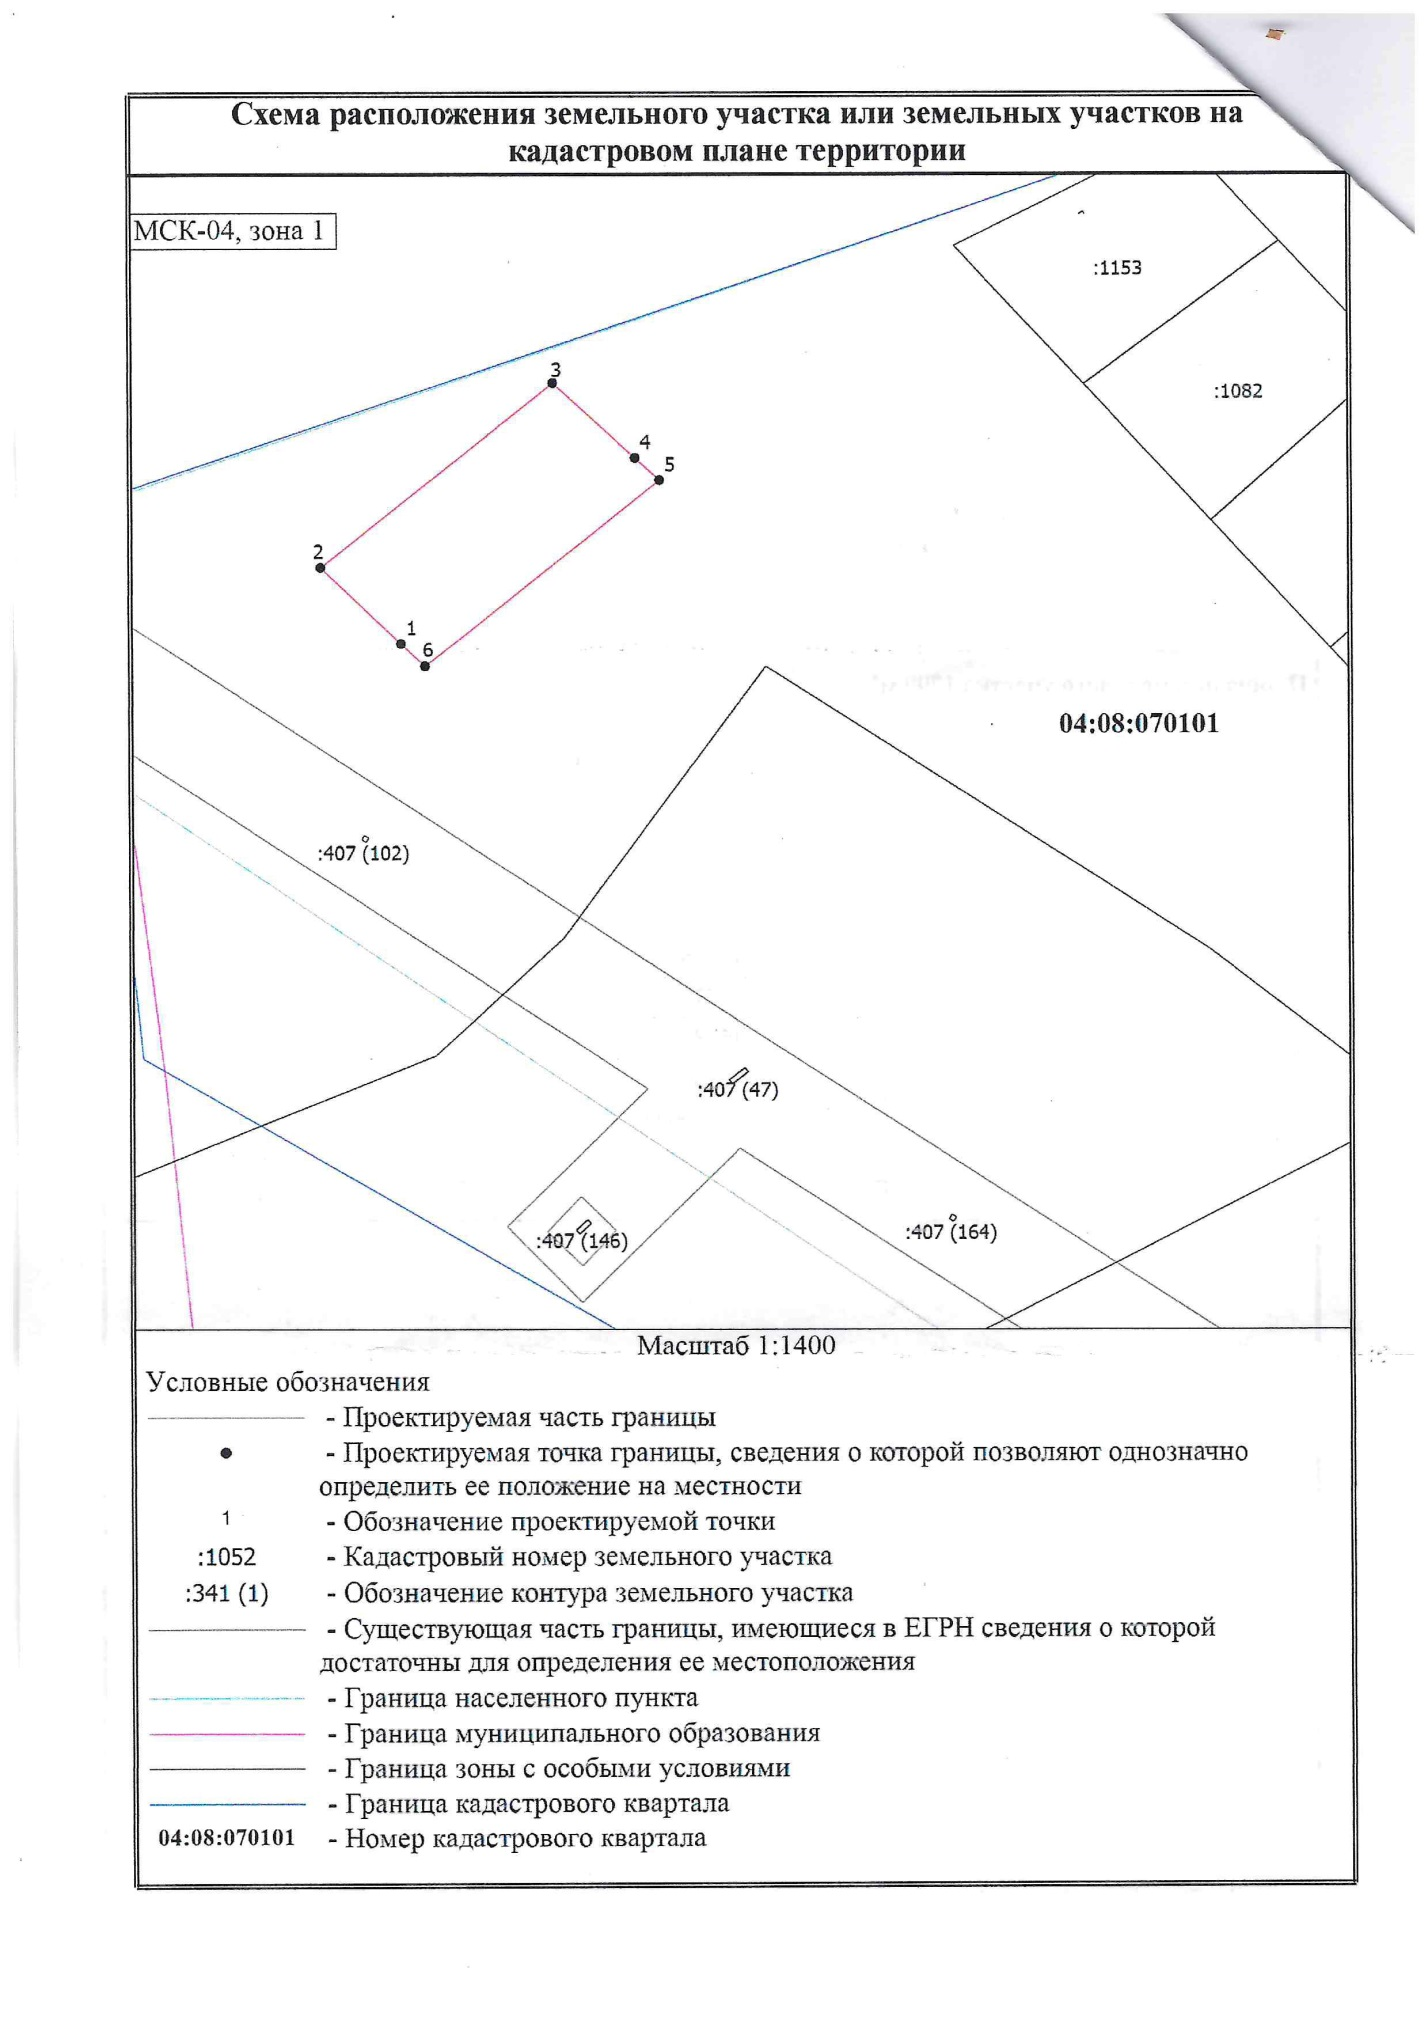 Схема расположения земельного участка или земельных участков на
кадастровом плане территории
МСК-04, зона 1
:1153
:1082
3
4
5
2
1
6
04:08:070101
:407 (102)
:407 (47)
:407 (146)
:407 (164)
Масштаб 1:1400
Условные обозначения
- Проектируемая часть границы
- Проектируемая точка границы, сведения о которой позволяют однозначно
определить ее положение на местности
1 - Обозначение проектируемой точки
:1052 - Кадастровый номер земельного участка
:341 (1) - Обозначение контура земельного участка
- Существующая часть границы, имеющиеся в ЕГРН сведения о которой
достаточны для определения ее местоположения
- Граница населенного пункта
- Граница муниципального образования
- Граница зоны с особыми условиями
- Граница кадастрового квартала
04:08:070101 - Номер кадастрового квартала